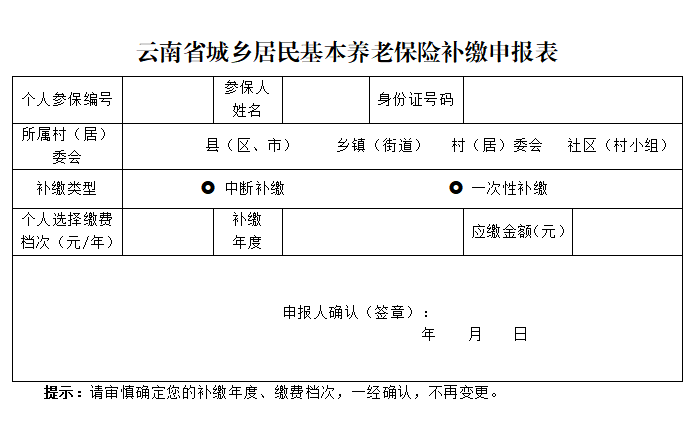 云南省城乡居民基本养老保险补缴申报表
个人参保编号 参保人姓名 身份证号码
所属村（居）委会 县（区、市） 乡镇（街道） 村（居）委会 社区（村小组）
补缴类型 中断补缴 一次性补缴
个人选择缴费档次（元/年） 补缴年度 应缴金额(元）
申报人确认（签章）：
年 月 日
提示：请审慎确定您的补缴年度、缴费档次，一经确认，不再变更。